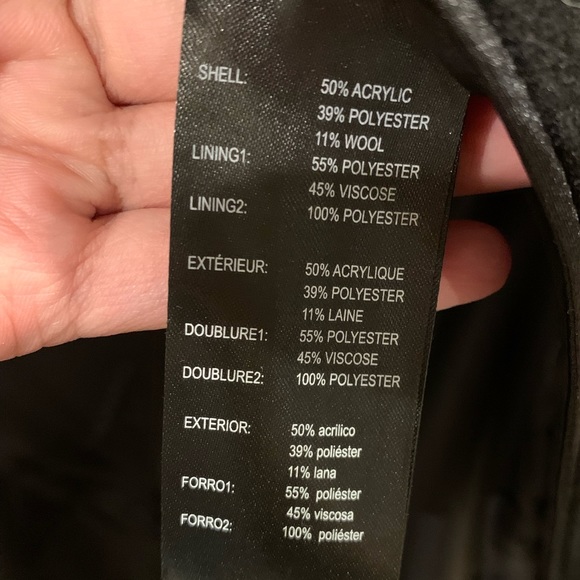 SHELL: 50% ACRYLIC
39% POLYESTER
11% WOOL
LINING1: 55% POLYESTER
45% VISCOSE
LINING2: 100% POLYESTER
EXTÉRIEUR: 50% ACRYLIQUE
39% POLYESTER
11% LAINE
DOUBLURE1: 55% POLYESTER
45% VISCOSE
DOUBLURE2: 100% POLYESTER
EXTERIOR: 50% acrilico
39% poliéster
11% lana
FORRO1: 55% poliéster
45% viscosa
FORRO2: 100% poliéster